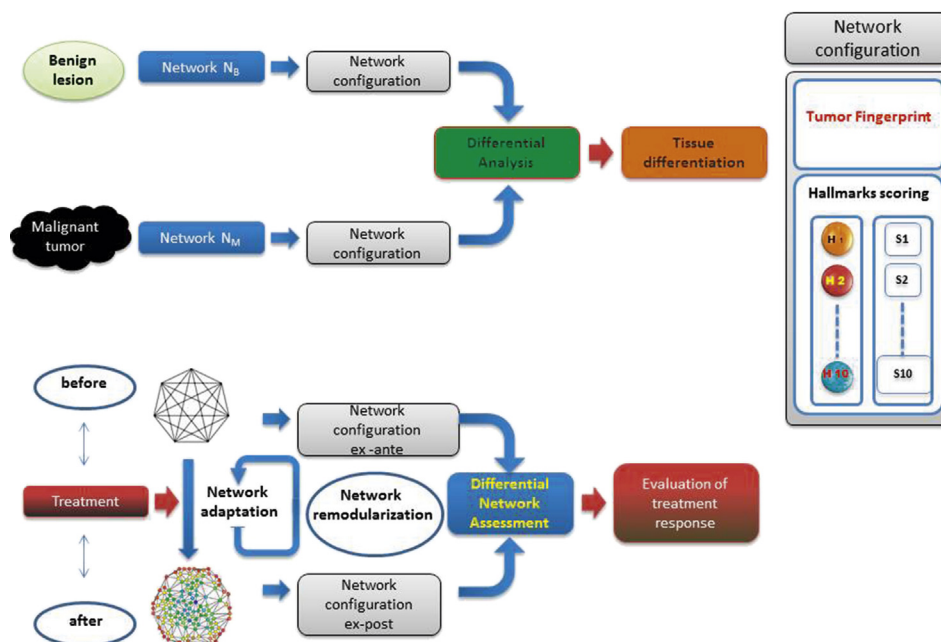 Benign
lesion
Network N_B
Network
configuration
Differential
Analysis
Tissue
differentiation
Malignant
tumor
Network N_M
Network
configuration
Network
configuration
Tumor Fingerprint
Hallmarks scoring
H 1
S1
H 2
S2
H 10
S10
before
Treatment
after
Network
adaptation
Network
configuration
ex -ante
Network
remodularization
Network
configuration
ex-post
Differential
Network
Assessment
Evaluation of
treatment
response